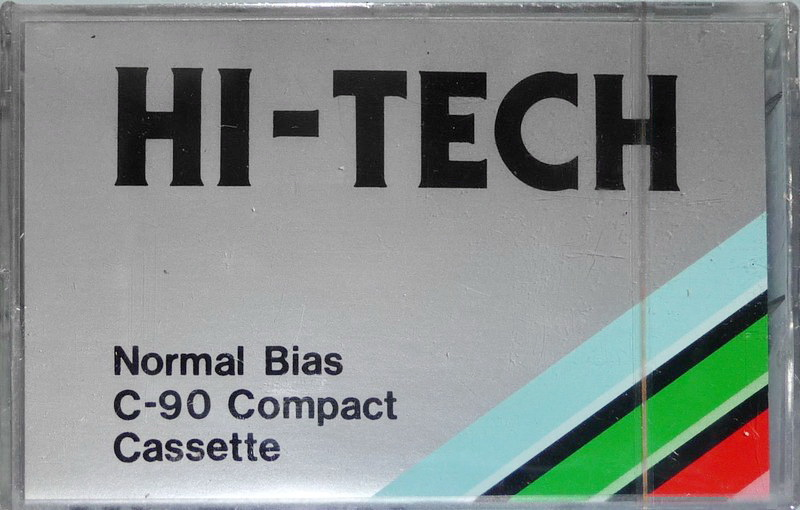 HI-TECH
Normal Bias
C-90 Compact
Cassette